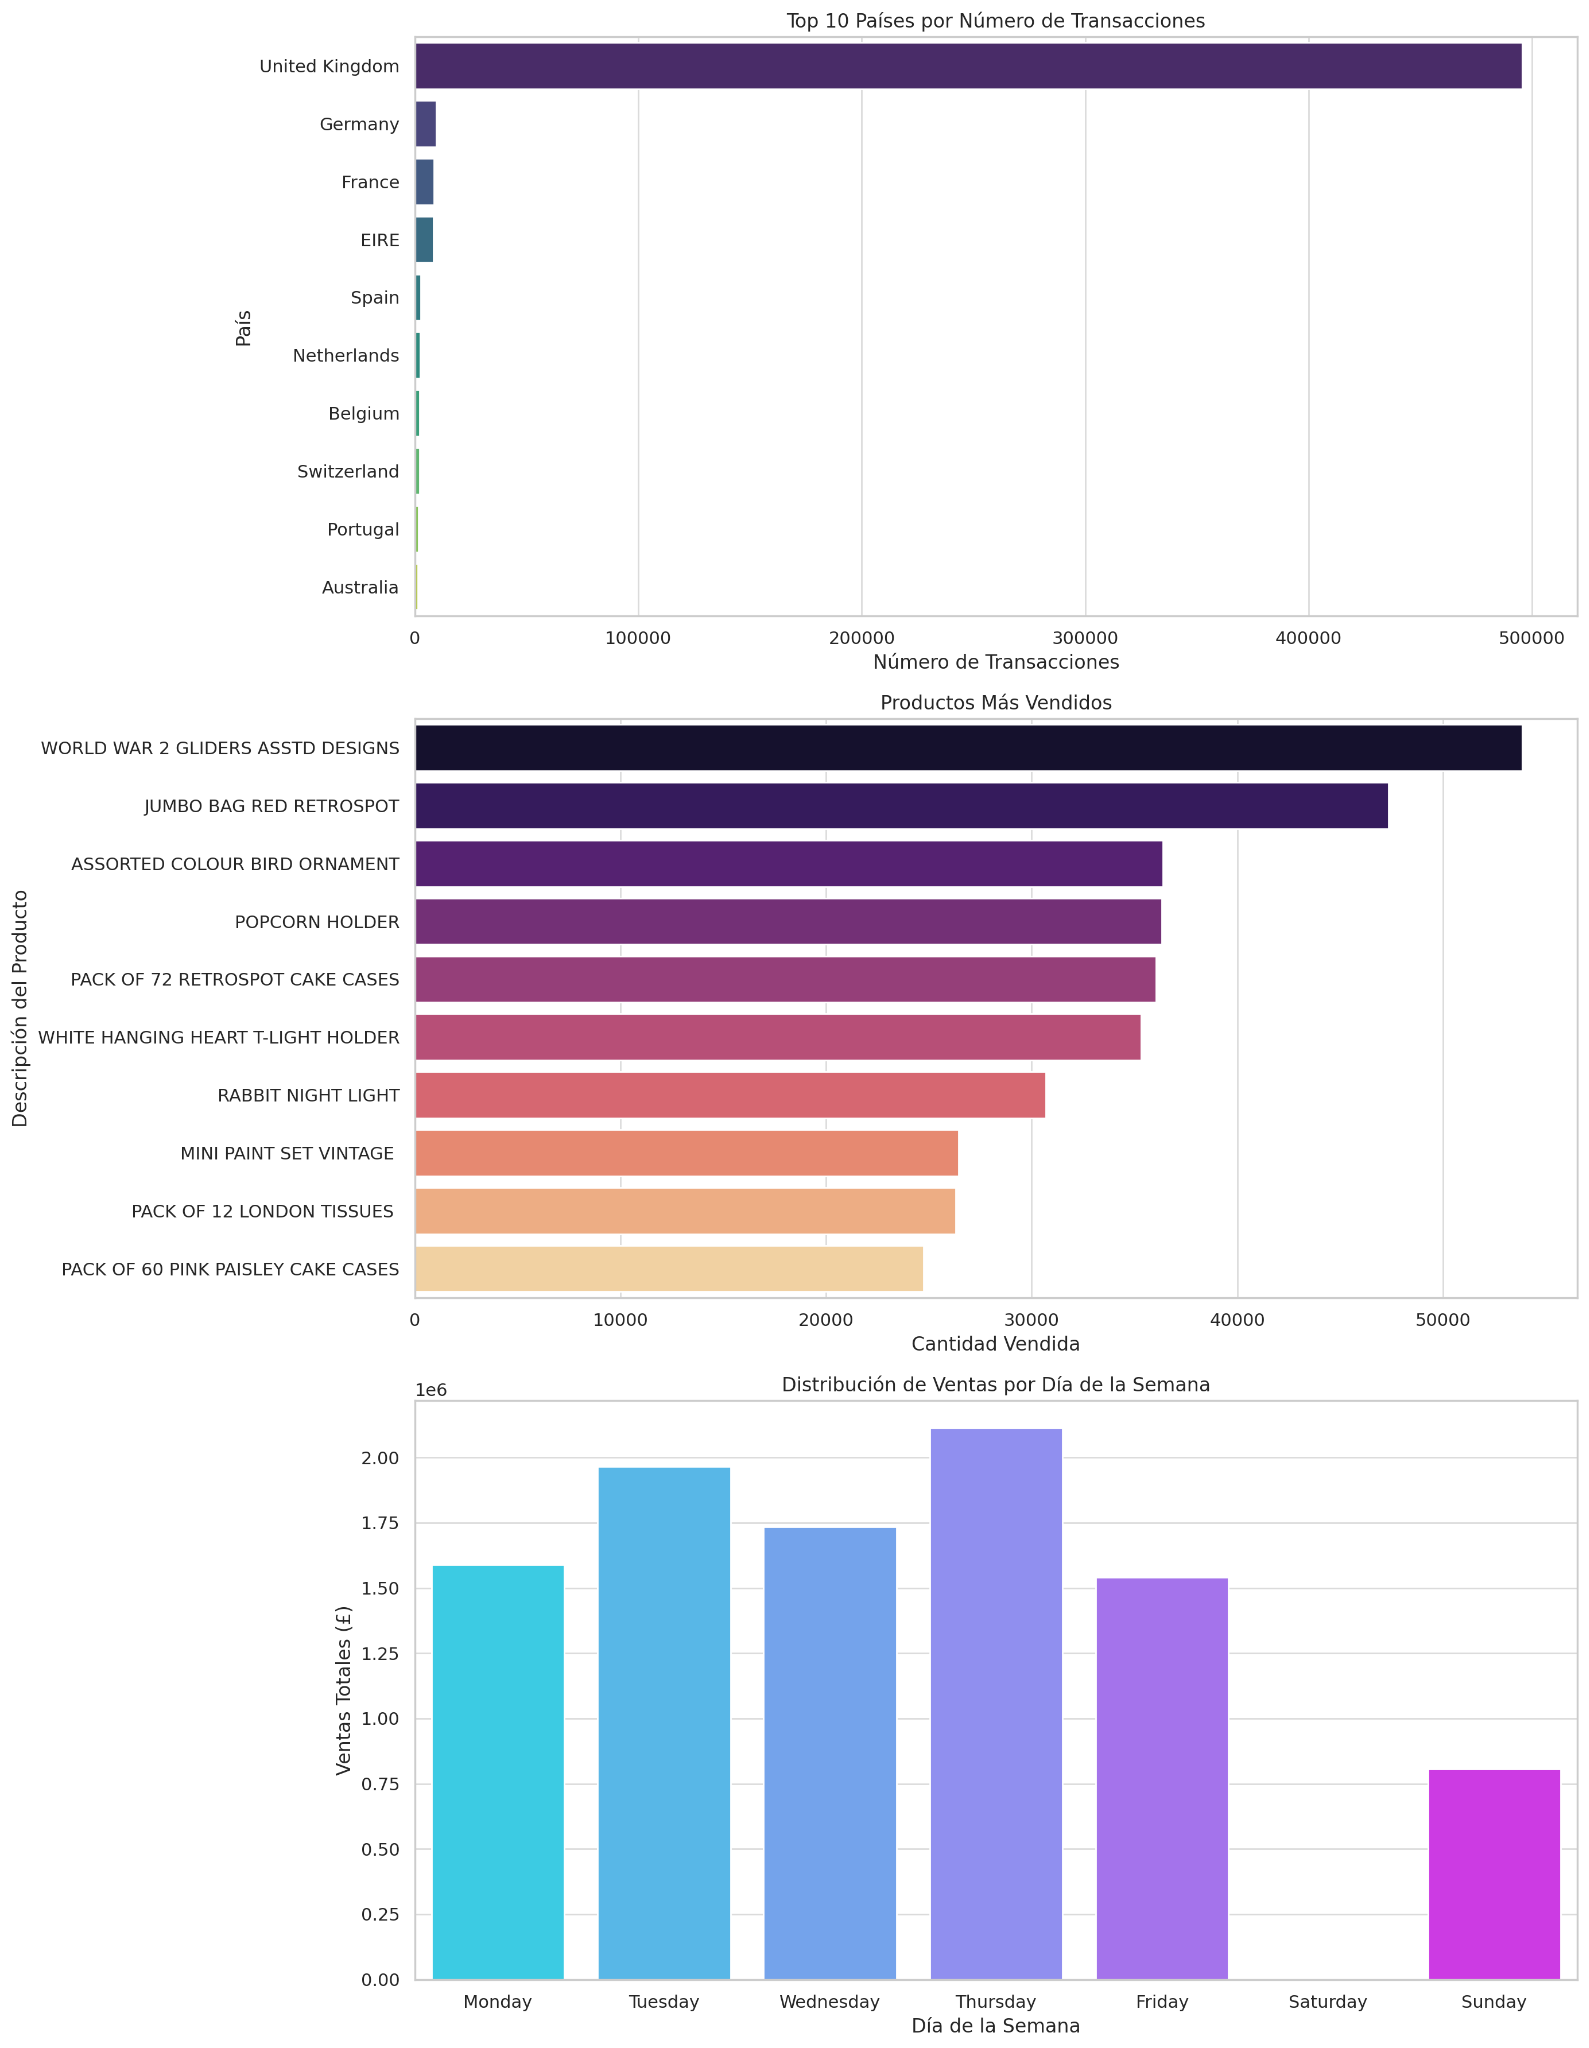 Top 10 Países por Número de Transacciones
País
United Kingdom
Germany
France
EIRE
Spain
Netherlands
Belgium
Switzerland
Portugal
Australia
0 100000 200000 300000 400000 500000
Número de Transacciones
Productos Más Vendidos
Descripción del Producto
WORLD WAR 2 GLIDERS ASSTD DESIGNS
JUMBO BAG RED RETROSPOT
ASSORTED COLOUR BIRD ORNAMENT
POPCORN HOLDER
PACK OF 72 RETROSPOT CAKE CASES
WHITE HANGING HEART T-LIGHT HOLDER
RABBIT NIGHT LIGHT
MINI PAINT SET VINTAGE
PACK OF 12 LONDON TISSUES
PACK OF 60 PINK PAISLEY CAKE CASES
0 10000 20000 30000 40000 50000
Cantidad Vendida
Distribución de Ventas por Día de la Semana
1e6
Ventas Totales (£)
2.00
1.75
1.50
1.25
1.00
0.75
0.50
0.25
0.00
Monday Tuesday Wednesday Thursday Friday Saturday Sunday
Día de la Semana